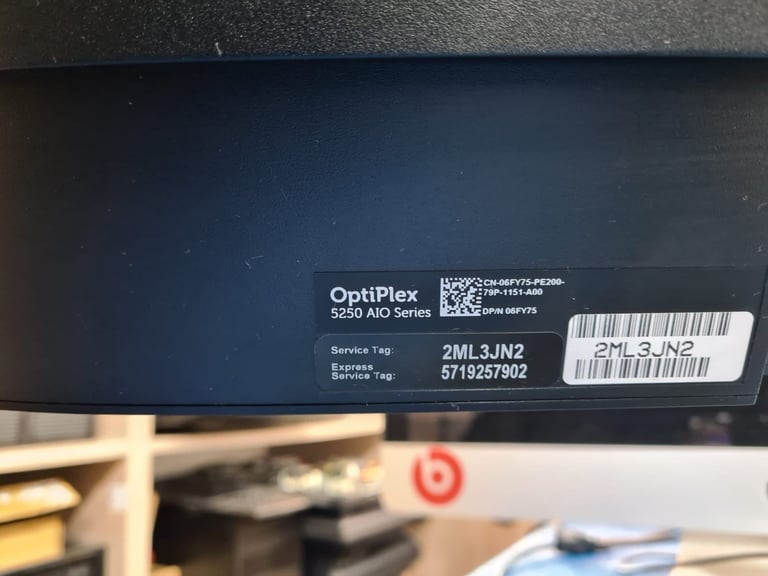 OptiPlex
5250 AIO Series
CN-06FY75-PE200-
79P-1151-A00
DP/N 06FY75
Service Tag: 2ML3JN2
Express
Service Tag: 5719257902
2ML3JN2
b